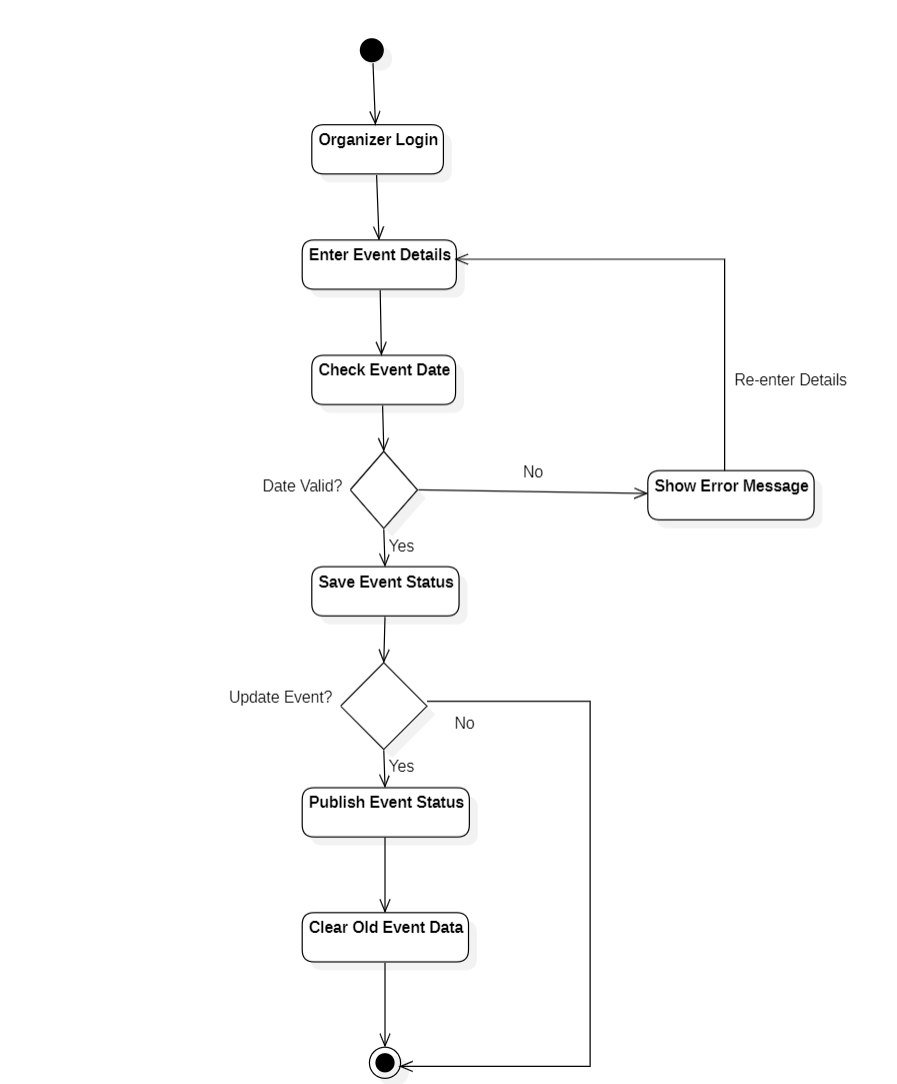 Organizer Login
Enter Event Details
Check Event Date
Re-enter Details
Date Valid?
No
Show Error Message
Yes
Save Event Status
Update Event?
No
Yes
Publish Event Status
Clear Old Event Data